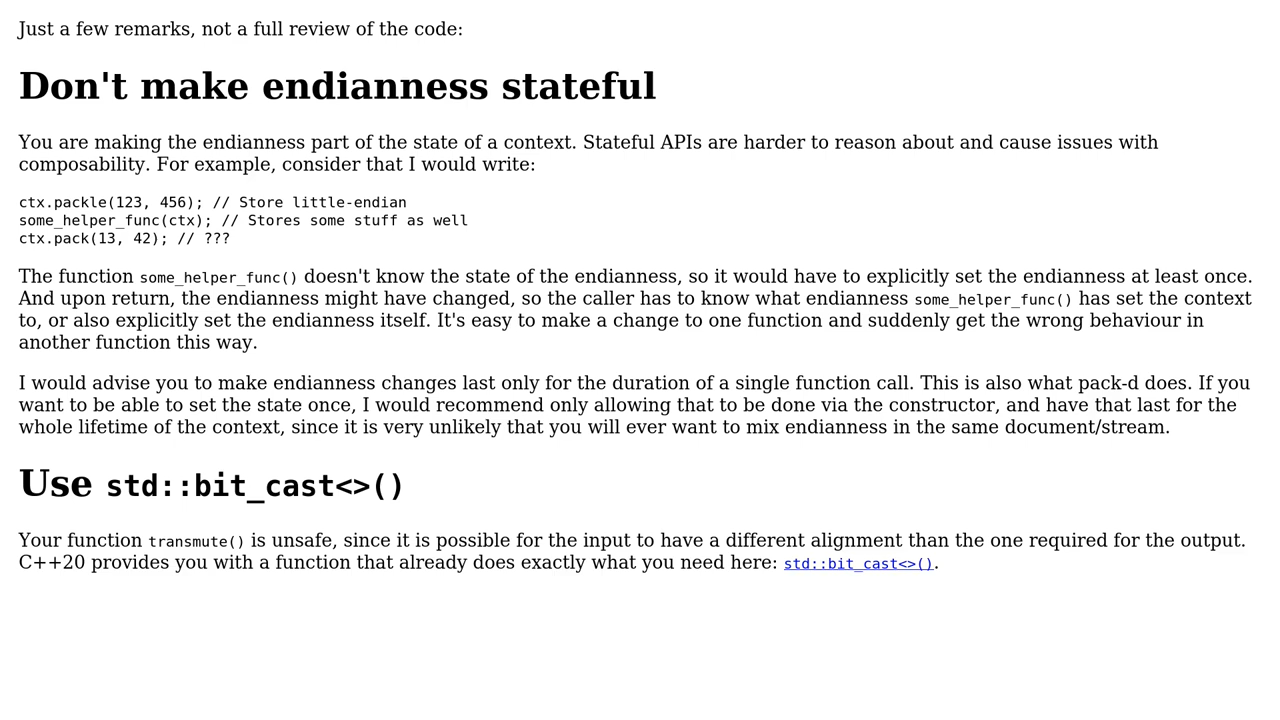 Just a few remarks, not a full review of the code:
Don't make endianness stateful
You are making the endianness part of the state of a context. Stateful APIs are harder to reason about and cause issues with
composability. For example, consider that I would write:
ctx.packle(123, 456); // Store little-endian
some_helper_func(ctx); // Stores some stuff as well
ctx.pack(13, 42); // ???
The function some_helper_func() doesn't know the state of the endianness, so it would have to explicitly set the endianness at least once.
And upon return, the endianness might have changed, so the caller has to know what endianness some_helper_func() has set the context
to, or also explicitly set the endianness itself. It's easy to make a change to one function and suddenly get the wrong behaviour in
another function this way.
I would advise you to make endianness changes last only for the duration of a single function call. This is also what pack-d does. If you
want to be able to set the state once, I would recommend only allowing that to be done via the constructor, and have that last for the
whole lifetime of the context, since it is very unlikely that you will ever want to mix endianness in the same document/stream.
Use std::bit_cast<>()
Your function transmute() is unsafe, since it is possible for the input to have a different alignment than the one required for the output.
C++20 provides you with a function that already does exactly what you need here: std::bit_cast<>().